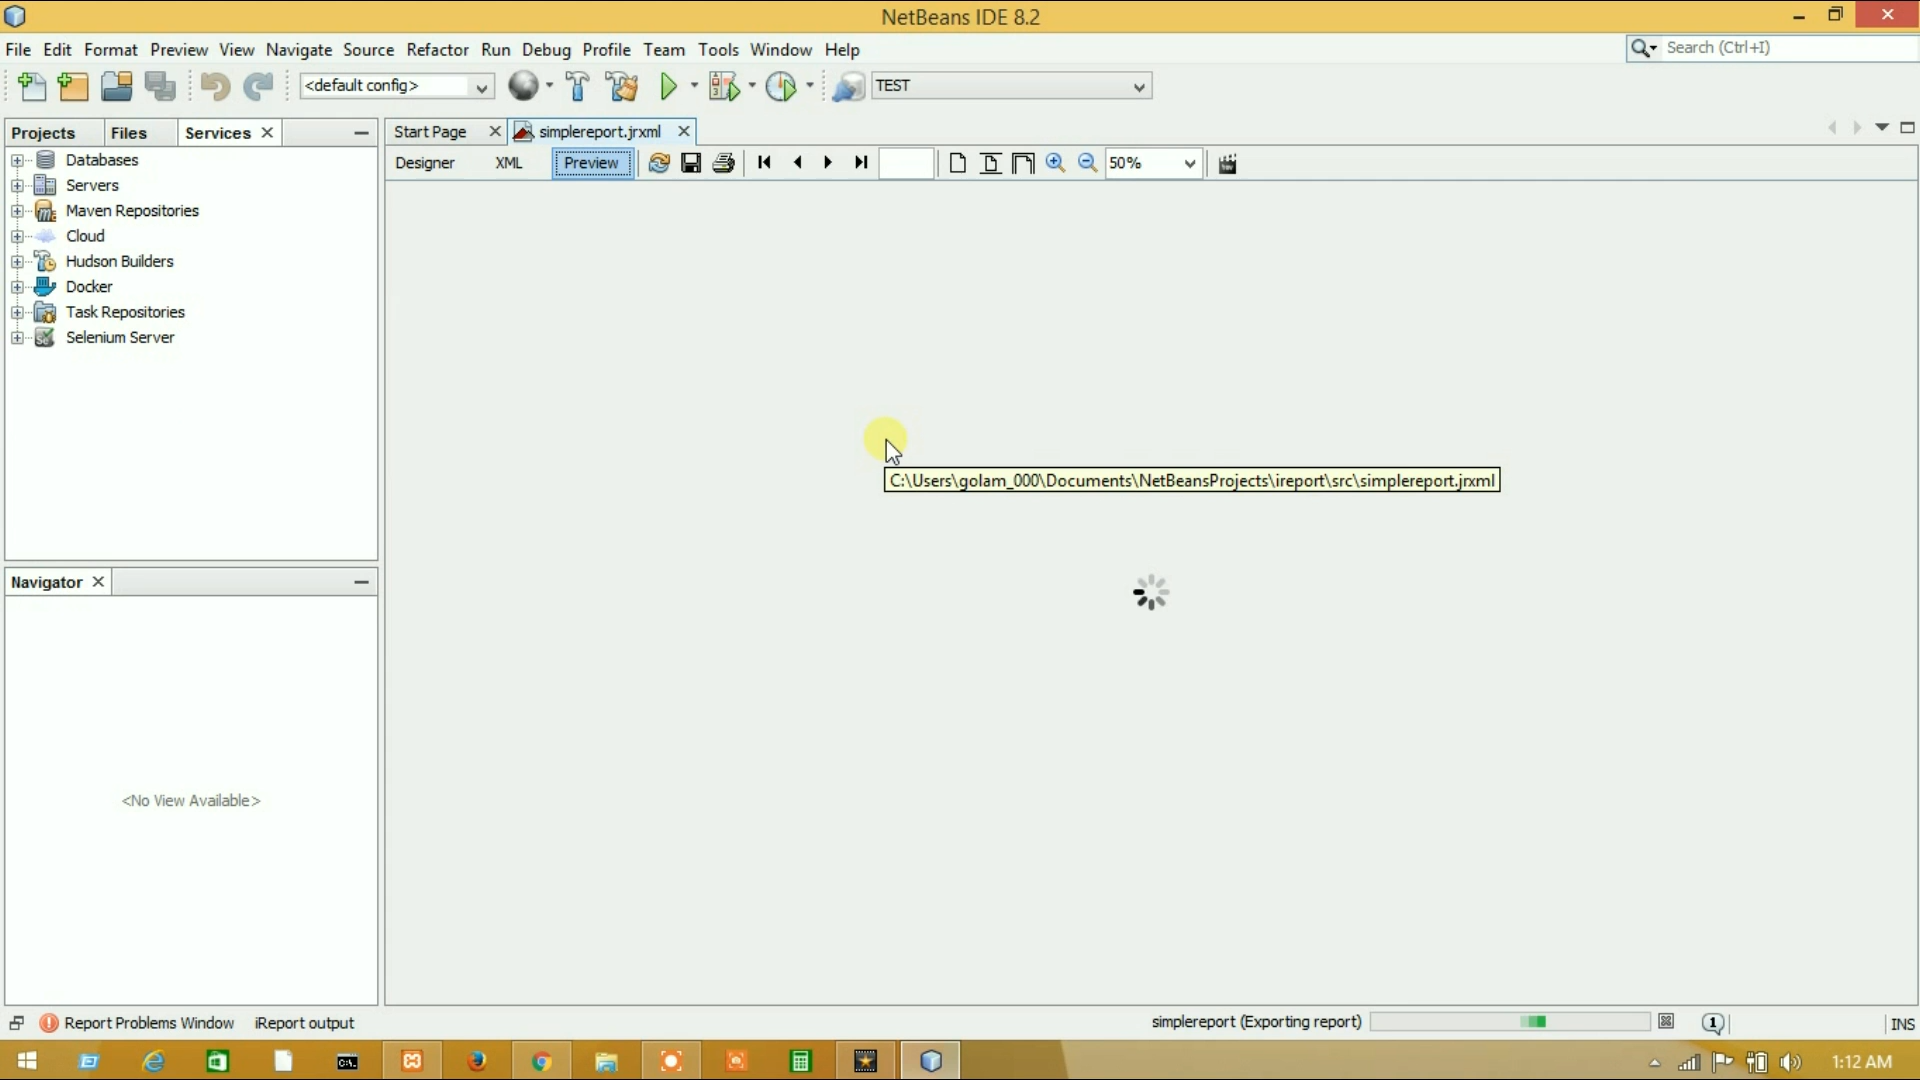 NetBeans IDE 8.2
File Edit Format Preview View Navigate Source Refactor Run Debug Profile Team Tools Window Help
Search (Ctrl+I)
<default config>
TEST
Projects Files Services
Start Page simplereport.jrxml
Designer XML Preview 50%
Databases
Servers
Maven Repositories
Cloud
Hudson Builders
Docker
Task Repositories
Selenium Server
C:\Users\golam_000\Documents\NetBeansProjects\ireport\src\simplereport.jrxml
Navigator
<No View Available>
Report Problems Window iReport output
simplereport (Exporting report)
1
INS
1:12 AM